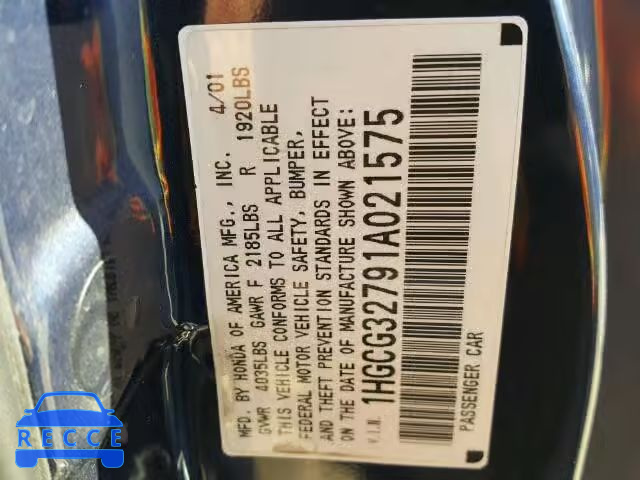 MFD. BY HONDA OF AMERICA MFG., INC. 4/01
GVWR 4035LBS GAWR F 2185LBS R 1920LBS
THIS VEHICLE CONFORMS TO ALL APPLICABLE
FEDERAL MOTOR VEHICLE SAFETY, BUMPER,
AND THEFT PREVENTION STANDARDS IN EFFECT
ON THE DATE OF MANUFACTURE SHOWN ABOVE:
V.I.N. 1HGCG32791A021575
PASSENGER CAR
RECCE